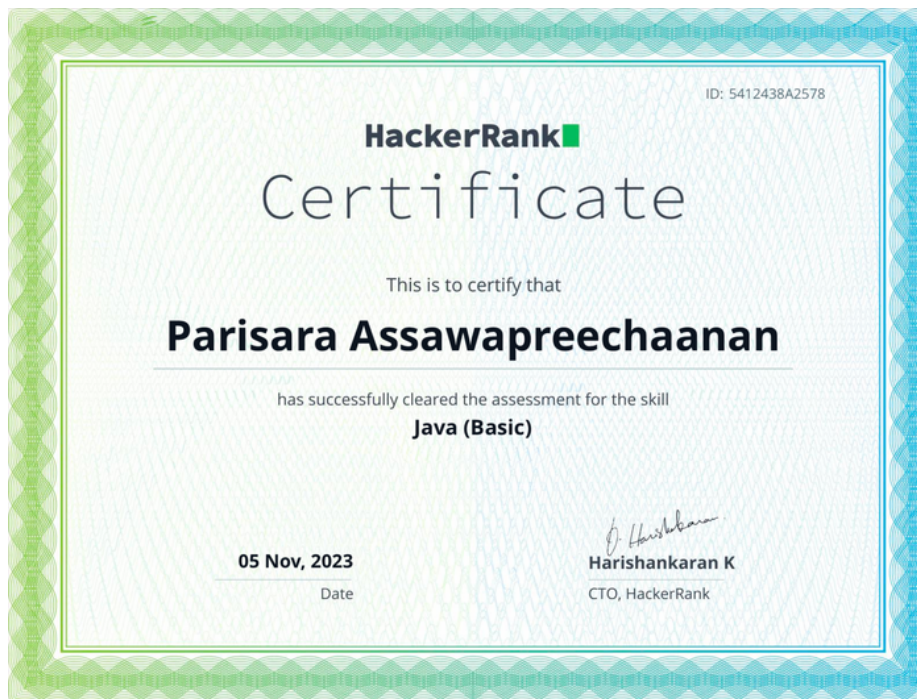 ID: 5412438A2578
HackerRank
Certificate
This is to certify that
Parisara Assawapreechaanan
has successfully cleared the assessment for the skill
Java (Basic)
05 Nov, 2023
Date
Harishankaran K
CTO, HackerRank